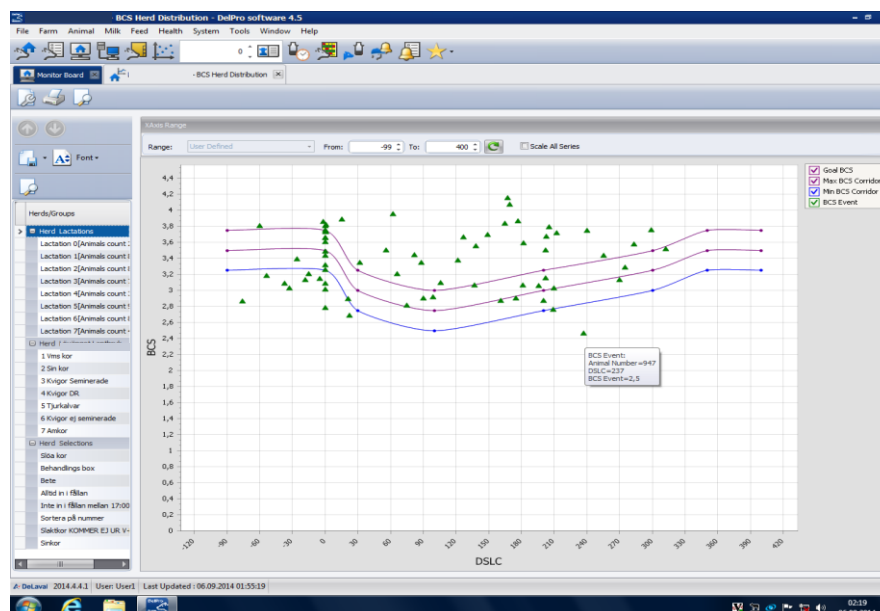 BCS Herd Distribution - DelPro software 4.5
File Farm Animal Milk Feed Health System Tools Window Help
0
Monitor Board
- BCS Herd Distribution
XAxis Range
Range: User Defined From: -99 To: 400 Scale All Series
Font
Herds/Groups
Herd Lactations
Lactation 0[Animals count
Lactation 1[Animals count
Lactation 2[Animals count
Lactation 3[Animals count
Lactation 4[Animals count
Lactation 5[Animals count
Lactation 6[Animals count
Lactation 7[Animals count
Herd
1 Vms kor
2 Sin kor
3 Kvigor Seminerade
4 Kvigor DR
5 Tjurkalvar
6 Kvigor ej seminerade
7 Amkor
Herd Selections
Slöa kor
Behandlings box
Bete
Alltid in i fållan
Inte in i fållan mellan 17:00
Sortera på nummer
Slaktkor KOMMER EJ UR V
Sinkor
BCS
4,4
4,2
4
3,8
3,6
3,4
3,2
3
2,8
2,6
2,4
2,2
2
1,8
1,6
1,4
1,2
1
0,8
0,6
0,4
0,2
0
-120 -90 -60 -30 0 30 60 90 120 150 180 210 240 270 300 330 360 390 420
DSLC
BCS Event:
Animal Number=947
DSLC=237
BCS Event=2,5
Goal BCS
Max BCS Corridor
Min BCS Corridor
BCS Event
DeLaval 2014.4.4.1 User: User1 Last Updated : 06.09.2014 01:55:19
02:19